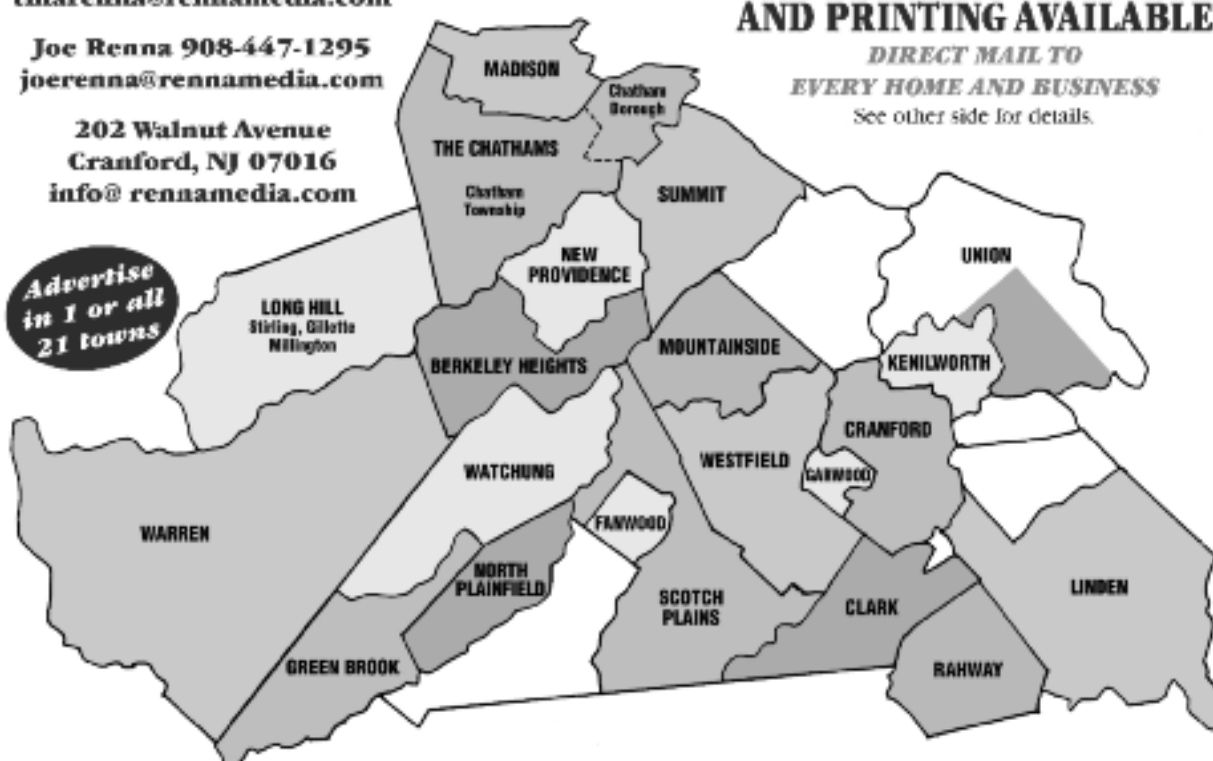 tinarenna@rennamedia.com
Joe Renna 908-447-1295
joerenna@rennamedia.com
202 Walnut Avenue
Cranford, NJ 07016
info@ rennamedia.com
AND PRINTING AVAILABLE
DIRECT MAIL TO
EVERY HOME AND BUSINESS
See other side for details.
Advertise
in 1 or all
21 towns
MADISON
Chatham
Borough
THE CHATHAMS
Chatham
Township
SUMMIT
NEW
PROVIDENCE
UNION
LONG HILL
Stirling, Gillette
Millington
BERKELEY HEIGHTS
MOUNTAINSIDE
KENILWORTH
CRANFORD
WATCHUNG
WESTFIELD
GARWOOD
WARREN
FANWOOD
NORTH
PLAINFIELD
SCOTCH
PLAINS
CLARK
LINDEN
GREEN BROOK
RAHWAY